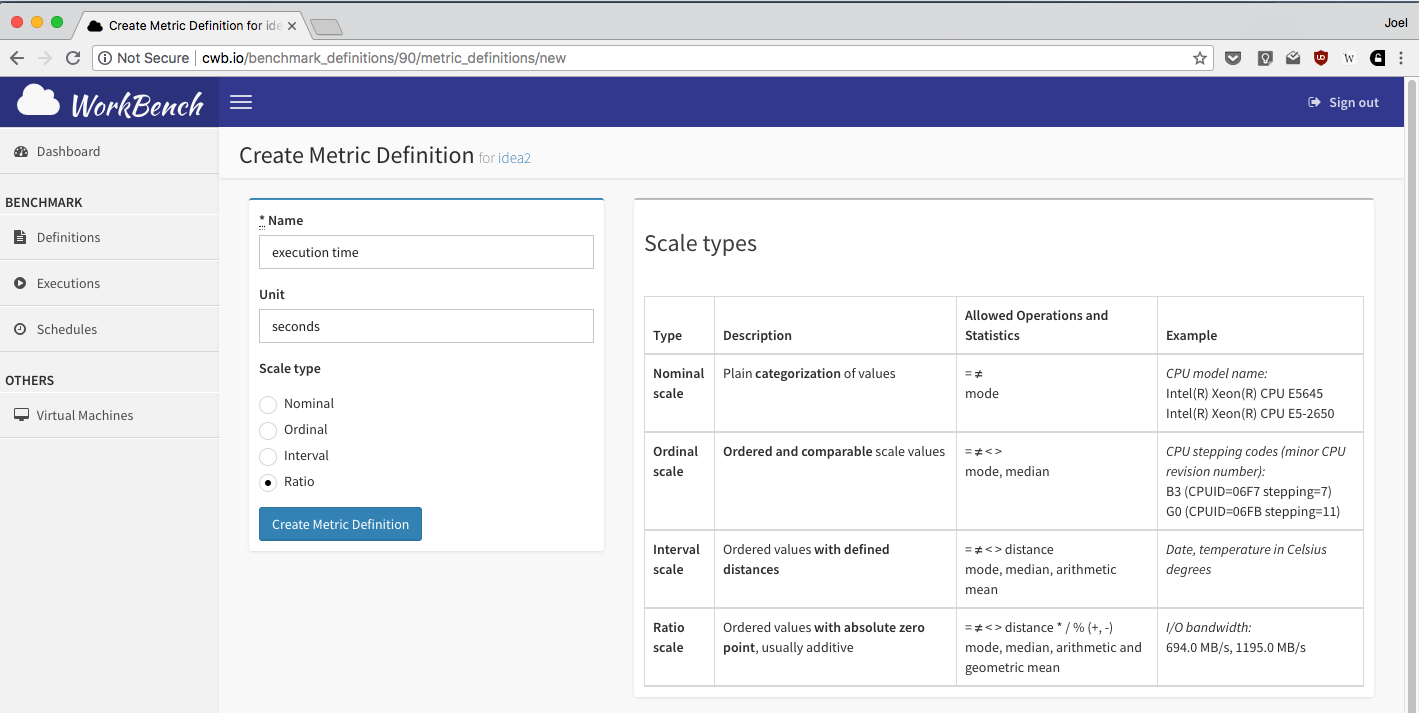 Create Metric Definition for ide
Joel
Not Secure cwb.io/benchmark_definitions/90/metric_definitions/new
WorkBench
Sign out
Dashboard
BENCHMARK
Definitions
Executions
Schedules
OTHERS
Virtual Machines
Create Metric Definition for idea2
* Name
execution time
Unit
seconds
Scale type
Nominal
Ordinal
Interval
Ratio
Create Metric Definition
Scale types
Type Description Allowed Operations and Statistics Example
Nominal scale
Plain categorization of values
= ≠
mode
CPU model name:
Intel(R) Xeon(R) CPU E5645
Intel(R) Xeon(R) CPU E5-2650
Ordinal scale
Ordered and comparable scale values
= ≠ < >
mode, median
CPU stepping codes (minor CPU
revision number):
B3 (CPUID=06F7 stepping=7)
G0 (CPUID=06FB stepping=11)
Interval scale
Ordered values with defined
distances
= ≠ < > distance
mode, median, arithmetic
mean
Date, temperature in Celsius
degrees
Ratio scale
Ordered values with absolute zero
point, usually additive
= ≠ < > distance * / % (+, -)
mode, median, arithmetic and
geometric mean
I/O bandwidth:
694.0 MB/s, 1195.0 MB/s